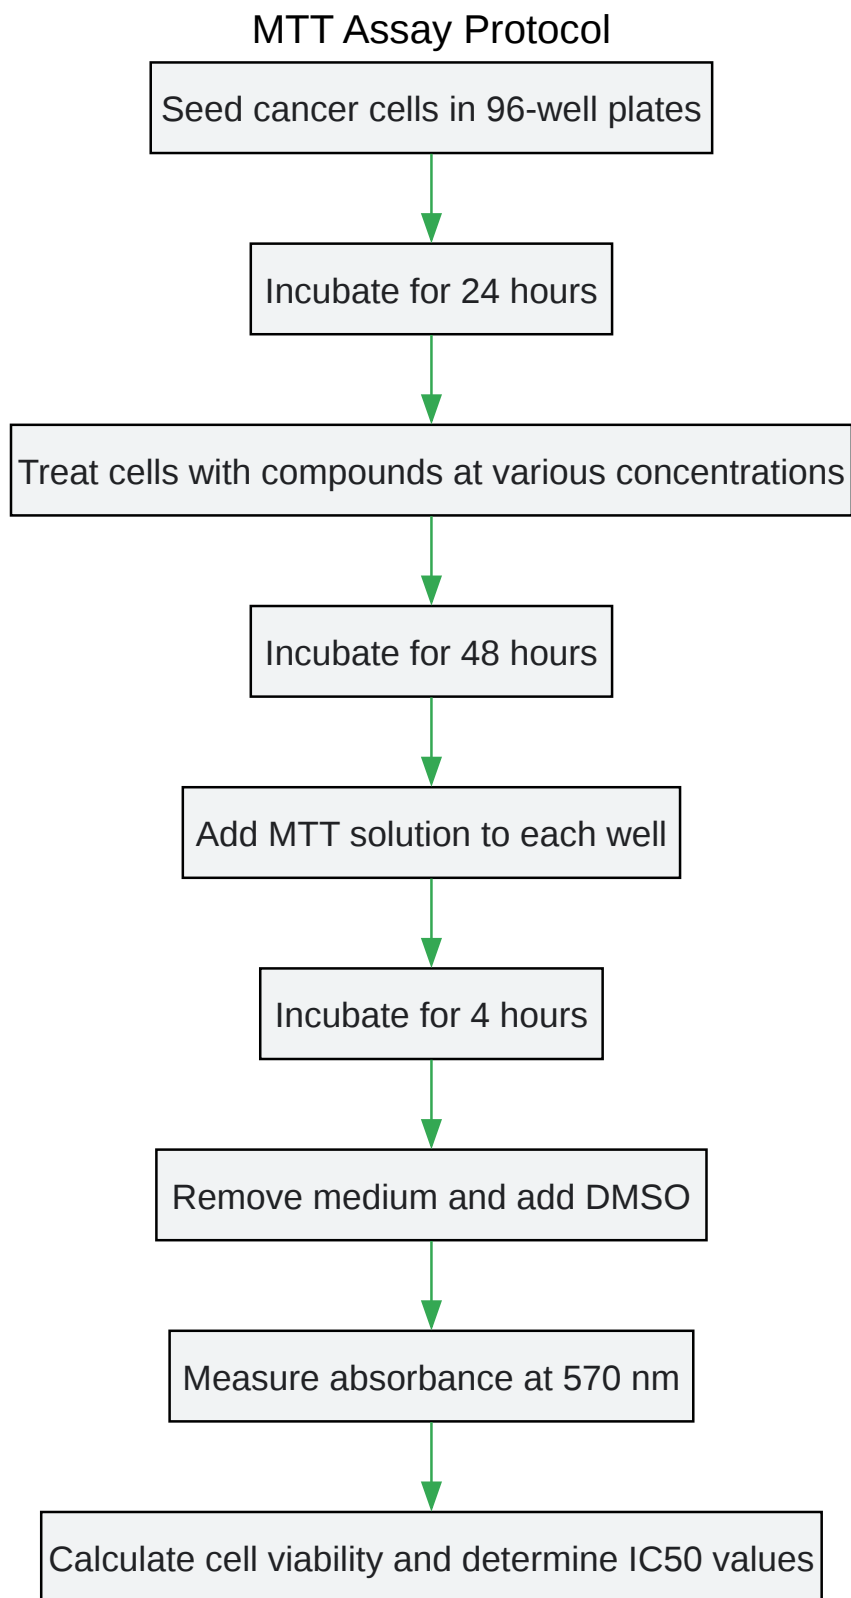 MTT Assay Protocol
Seed cancer cells in 96-well plates
Incubate for 24 hours
Treat cells with compounds at various concentrations
Incubate for 48 hours
Add MTT solution to each well
Incubate for 4 hours
Remove medium and add DMSO
Measure absorbance at 570 nm
Calculate cell viability and determine IC50 values